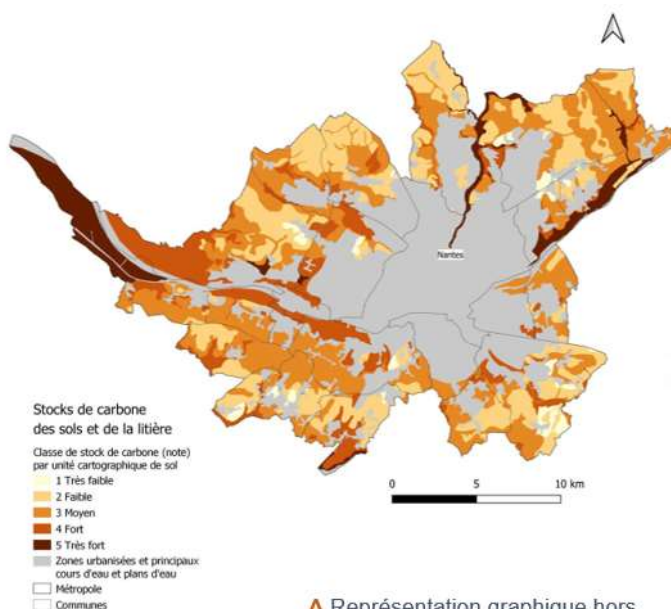 Nantes
Stocks de carbone
des sols et de la litière
Classe de stock de carbone (note)
par unité cartographique de sol
1 Très faible
2 Faible
3 Moyen
4 Fort
5 Très fort
Zones urbanisées et principaux
cours d'eau et plans d'eau
Métropole
Communes
0 5 10 km
Représentation graphique hors